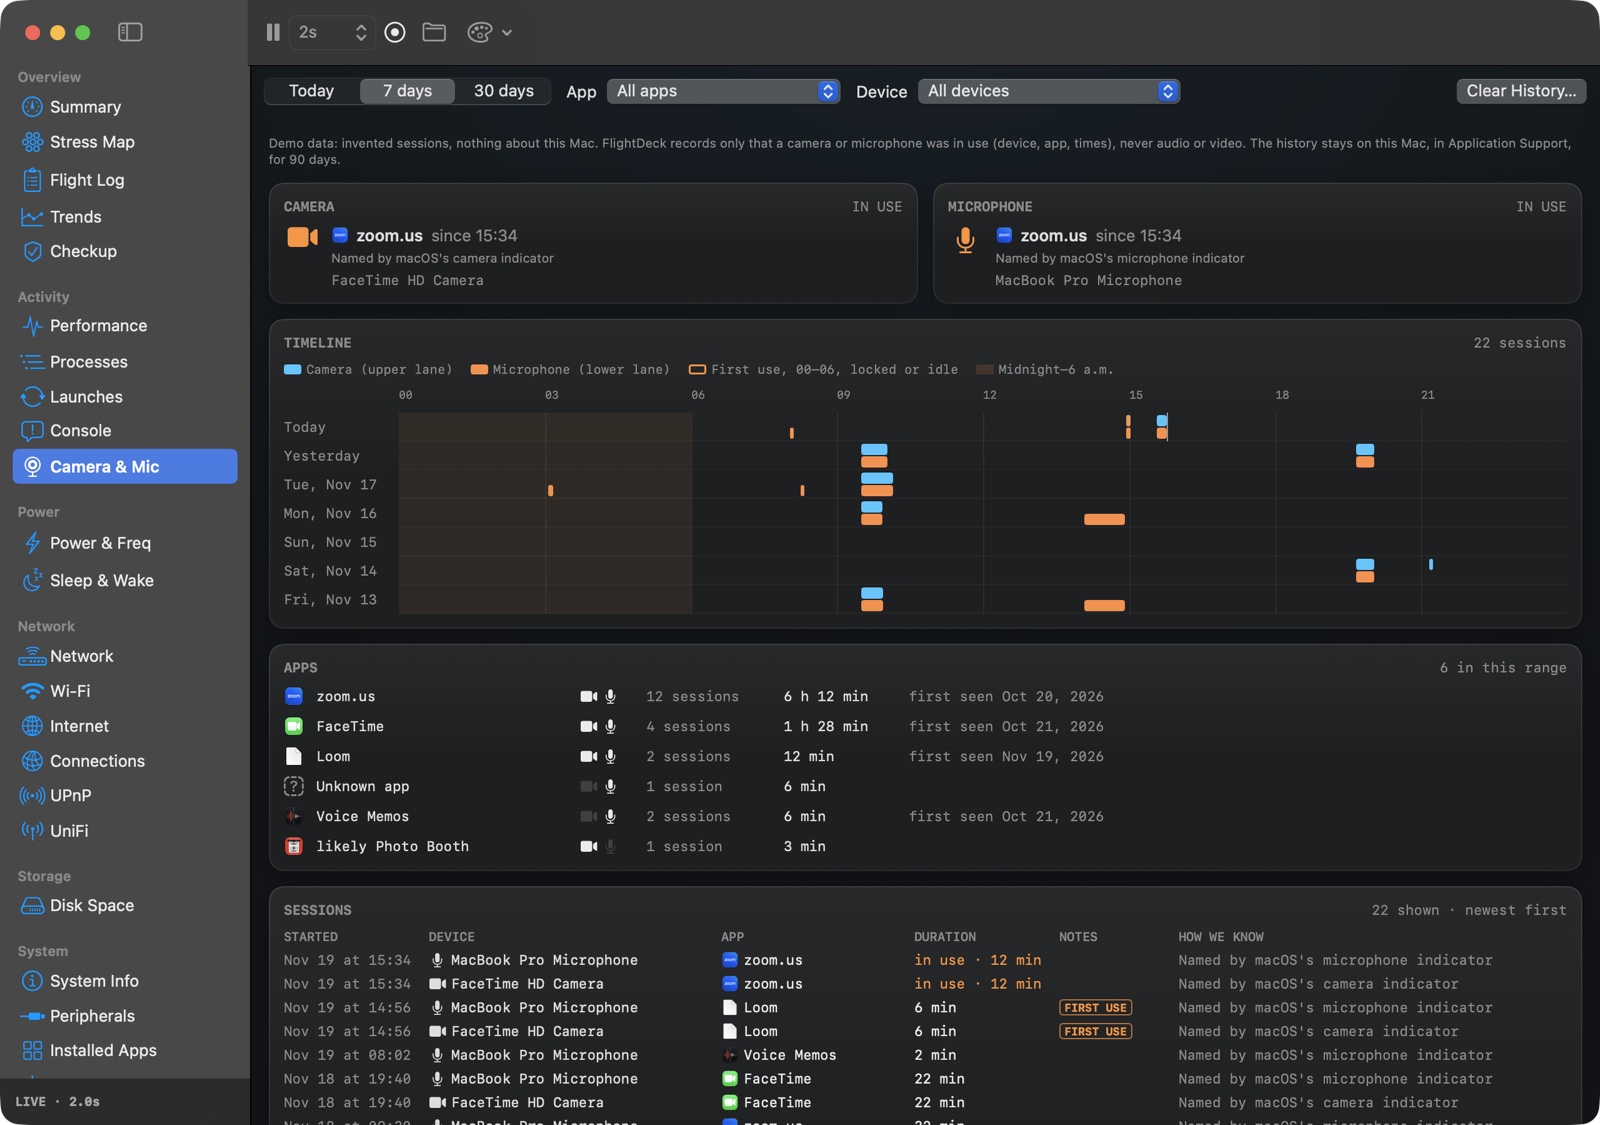 2s
Overview
Summary
Stress Map
Flight Log
Trends
Checkup
Activity
Performance
Processes
Launches
Console
Camera & Mic
Power
Power & Freq
Sleep & Wake
Network
Network
Wi-Fi
Internet
Connections
UPnP
UniFi
Storage
Disk Space
System
System Info
Peripherals
Installed Apps
LIVE · 2.0s
Today 7 days 30 days App All apps Device All devices Clear History...
Demo data: invented sessions, nothing about this Mac. FlightDeck records only that a camera or microphone was in use (device, app, times), never audio or video. The history stays on this Mac, in Application Support,
for 90 days.
CAMERA IN USE
zoom.us since 15:34
Named by macOS's camera indicator
FaceTime HD Camera
MICROPHONE IN USE
zoom.us since 15:34
Named by macOS's microphone indicator
MacBook Pro Microphone
TIMELINE 22 sessions
Camera (upper lane) Microphone (lower lane) First use, 00–06, locked or idle Midnight–6 a.m.
00 03 06 09 12 15 18 21
Today
Yesterday
Tue, Nov 17
Mon, Nov 16
Sun, Nov 15
Sat, Nov 14
Fri, Nov 13
APPS 6 in this range
zoom.us 12 sessions 6 h 12 min first seen Oct 20, 2026
FaceTime 4 sessions 1 h 28 min first seen Oct 21, 2026
Loom 2 sessions 12 min first seen Nov 19, 2026
Unknown app 1 session 6 min
Voice Memos 2 sessions 6 min first seen Oct 21, 2026
likely Photo Booth 1 session 3 min
SESSIONS 22 shown · newest first
STARTED DEVICE APP DURATION NOTES HOW WE KNOW
Nov 19 at 15:34 MacBook Pro Microphone zoom.us in use · 12 min Named by macOS's microphone indicator
Nov 19 at 15:34 FaceTime HD Camera zoom.us in use · 12 min Named by macOS's camera indicator
Nov 19 at 14:56 MacBook Pro Microphone Loom 6 min FIRST USE Named by macOS's microphone indicator
Nov 19 at 14:56 FaceTime HD Camera Loom 6 min FIRST USE Named by macOS's camera indicator
Nov 19 at 08:02 MacBook Pro Microphone Voice Memos 2 min Named by macOS's microphone indicator
Nov 18 at 19:40 MacBook Pro Microphone FaceTime 22 min Named by macOS's microphone indicator
Nov 18 at 19:40 FaceTime HD Camera FaceTime 22 min Named by macOS's camera indicator